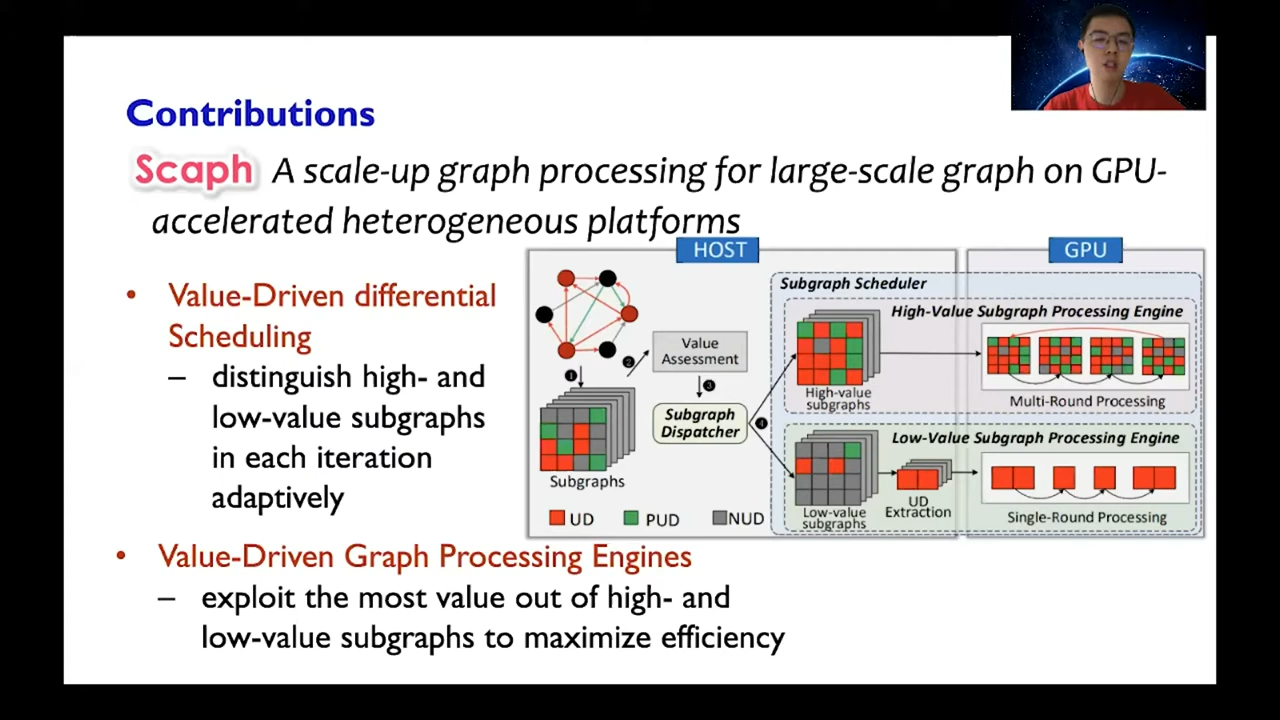 Contributions
Scaph A scale-up graph processing for large-scale graph on GPU-
accelerated heterogeneous platforms
• Value-Driven differential
Scheduling
– distinguish high- and
low-value subgraphs
in each iteration
adaptively
HOST
GPU
Subgraph Scheduler
High-Value Subgraph Processing Engine
Value
Assessment
❶
❷
❸
❹
Subgraph
Dispatcher
High-value
subgraphs
Multi-Round Processing
Low-Value Subgraph Processing Engine
Subgraphs
Low-value
subgraphs
UD
Extraction
Single-Round Processing
UD
PUD
NUD
• Value-Driven Graph Processing Engines
– exploit the most value out of high- and
low-value subgraphs to maximize efficiency